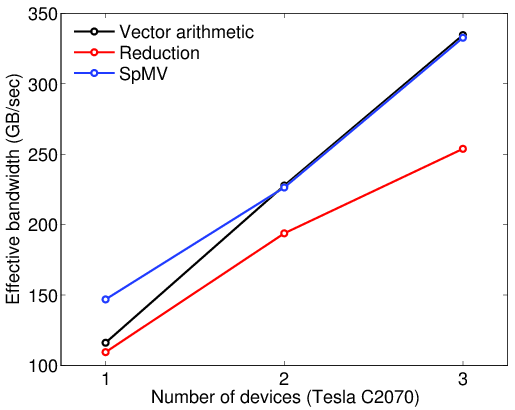 350
300
250
200
150
100
Effective bandwidth (GB/sec)
Vector arithmetic
Reduction
SpMV
1 2 3
Number of devices (Tesla C2070)